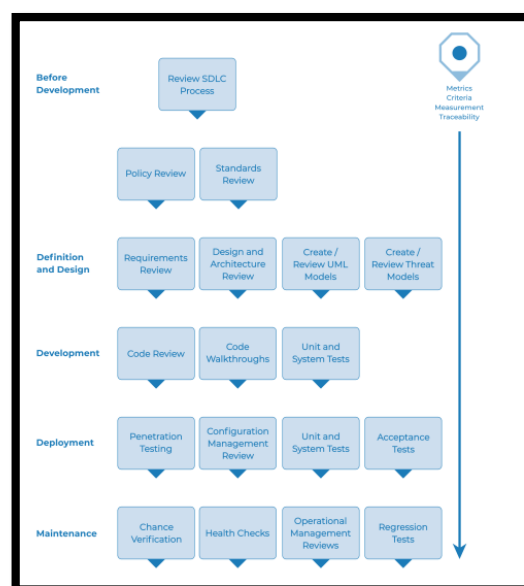 Before
Development
Review SDLC
Process
Metrics
Criteria
Measurement
Traceability
Policy Review
Standards
Review
Definition
and Design
Requirements
Review
Design and
Architecture
Review
Create /
Review UML
Models
Create /
Review Threat
Models
Development
Code Review
Code
Walkthroughs
Unit and
System Tests
Deployment
Penetration
Testing
Configuration
Management
Review
Unit and
System Tests
Acceptance
Tests
Maintenance
Chance
Verification
Health Checks
Operational
Management
Reviews
Regression
Tests